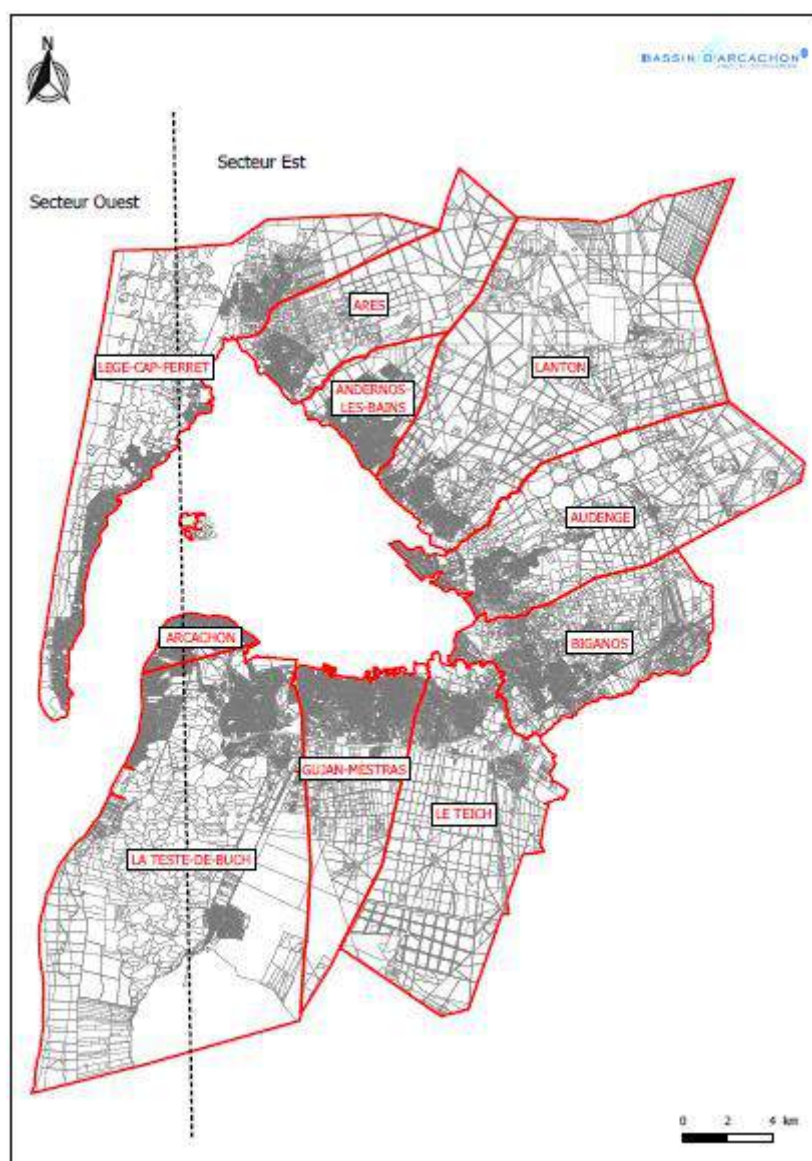 N
BASSIN D'ARCACHON
Secteur Est
Secteur Ouest
ARES
LEGE-CAP-FERRET
ANDERNOS-
LES-BAINS
LANTON
AUDENGE
ARCACHON
BIGANOS
GUJAN-MESTRAS
LE TEICH
LA TESTE-DE-BUCH
0 2 4 km